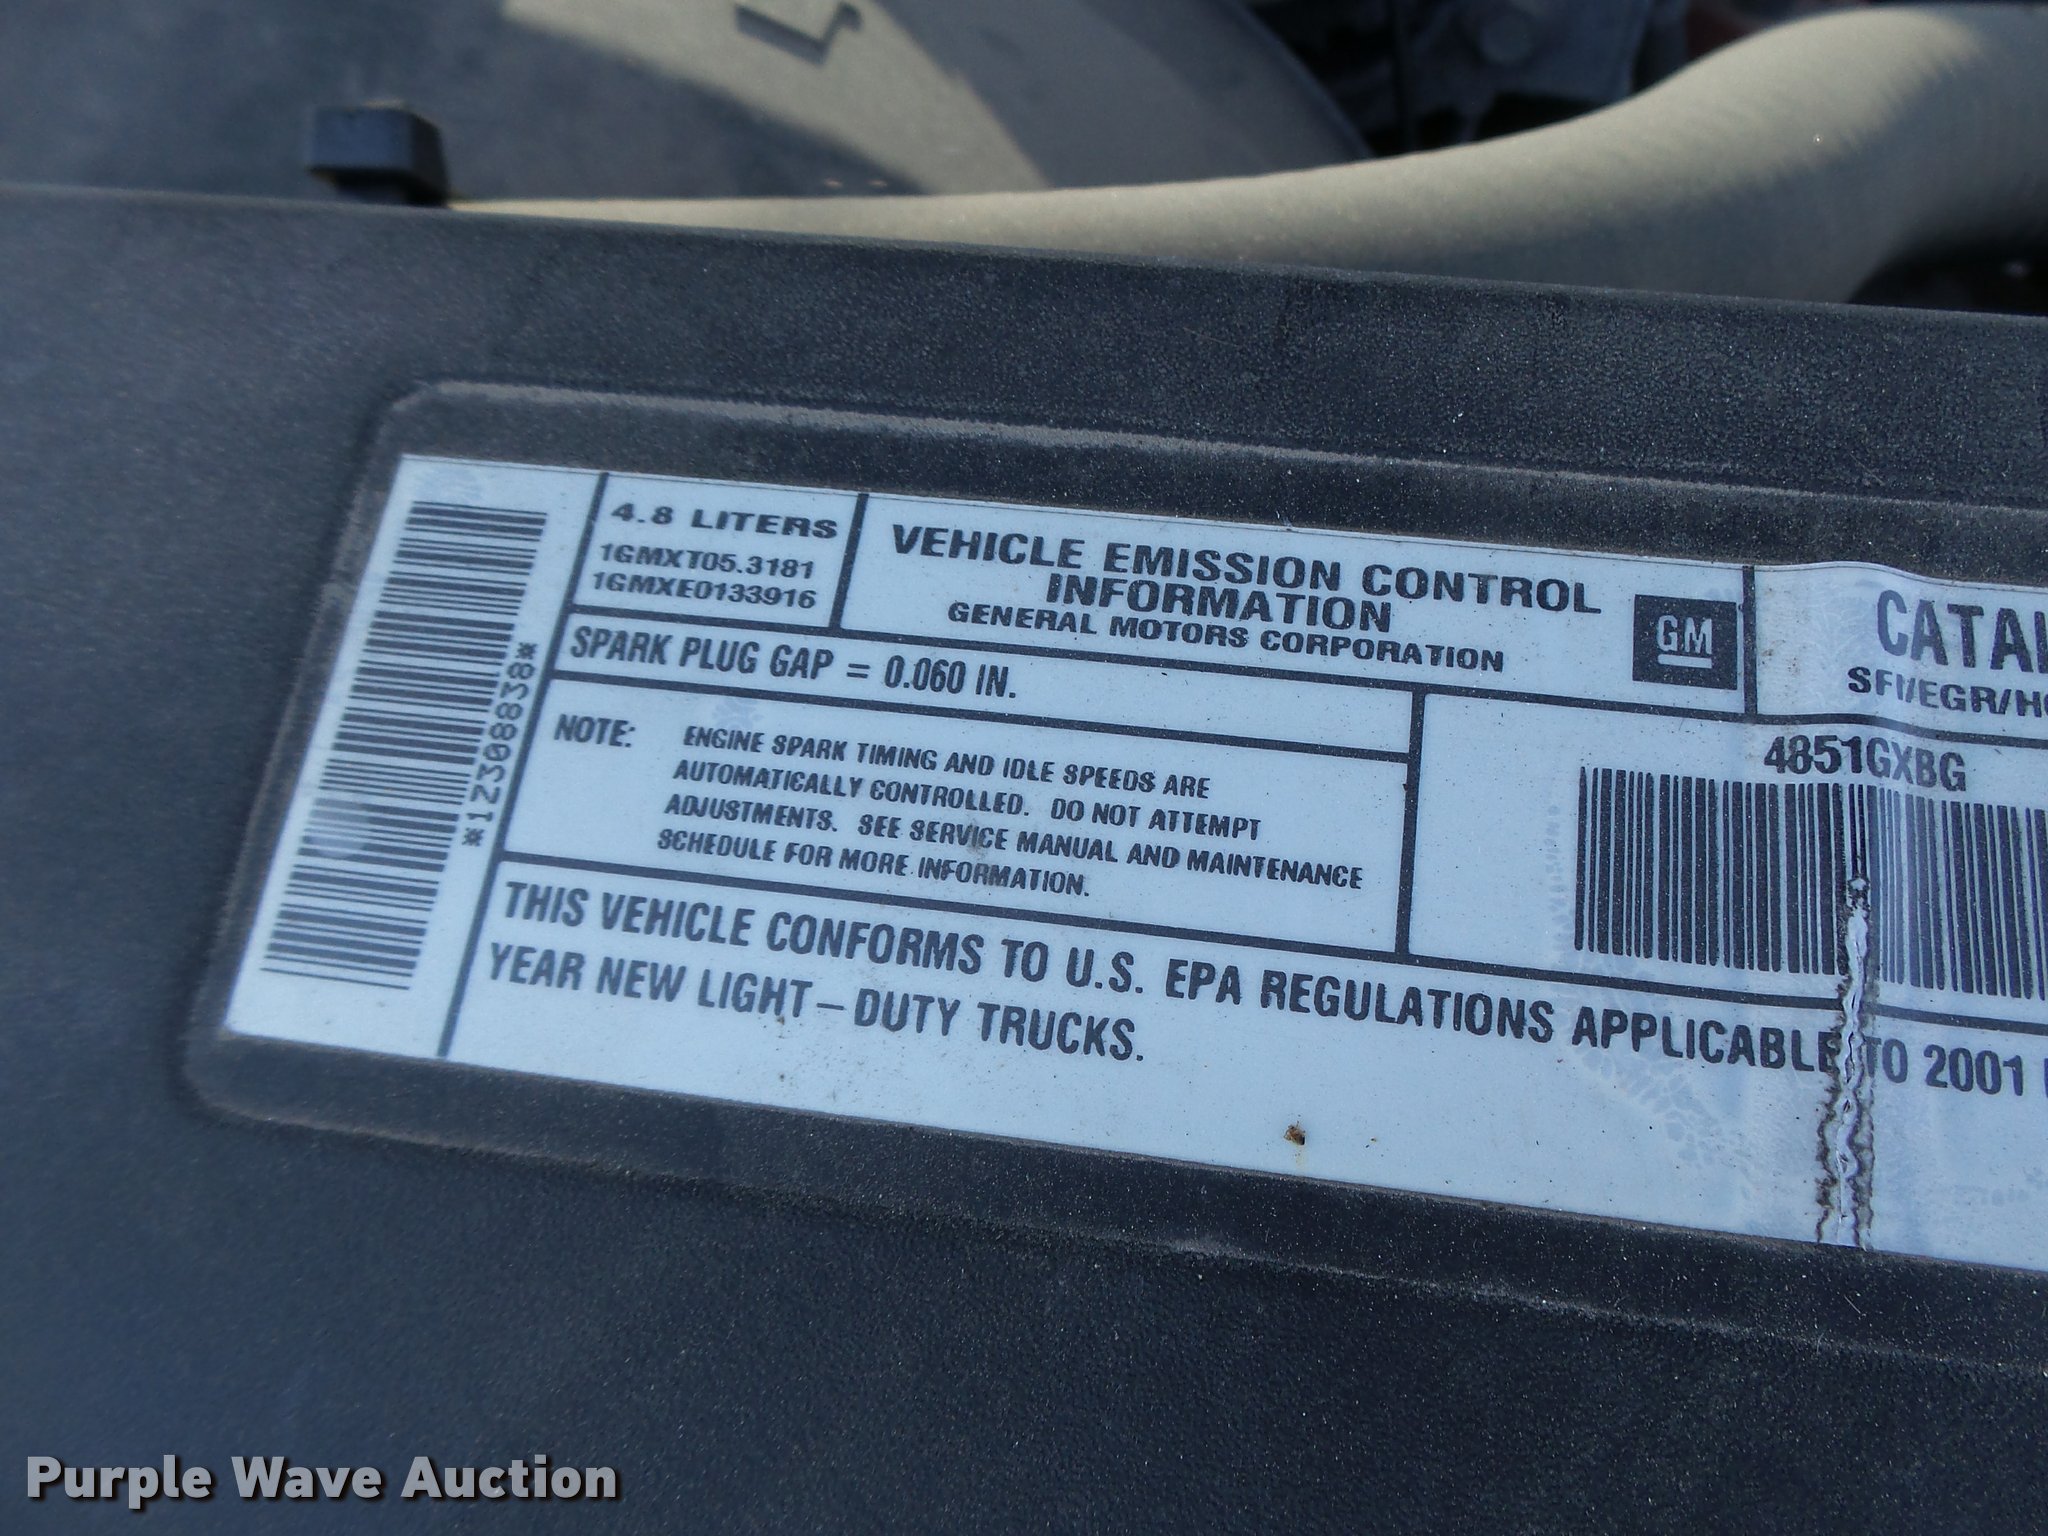 *12308838*
4.8 LITERS
1GMXT05.3181
1GMXE0133916
VEHICLE EMISSION CONTROL
INFORMATION
GENERAL MOTORS CORPORATION
GM
SPARK PLUG GAP = 0.060 IN.
NOTE: ENGINE SPARK TIMING AND IDLE SPEEDS ARE
AUTOMATICALLY CONTROLLED. DO NOT ATTEMPT
ADJUSTMENTS. SEE SERVICE MANUAL AND MAINTENANCE
SCHEDULE FOR MORE INFORMATION.
4851GXBG
THIS VEHICLE CONFORMS TO U.S. EPA REGULATIONS APPLICABLE TO 2001
YEAR NEW LIGHT-DUTY TRUCKS.
SFI/EGR/
Purple Wave Auction